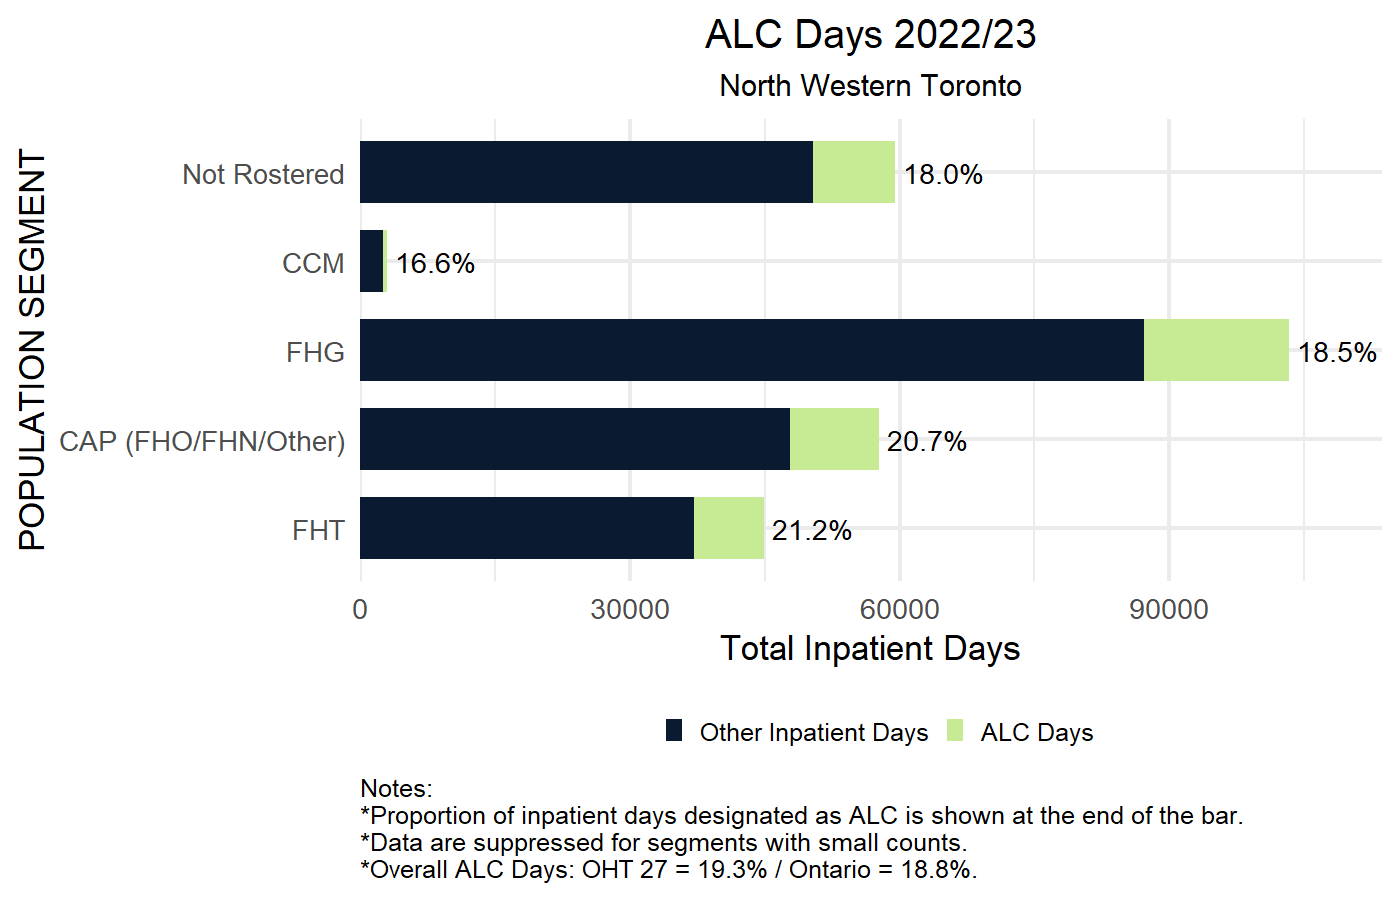 ALC Days 2022/23
North Western Toronto
POPULATION SEGMENT
Not Rostered
18.0%
CCM
16.6%
FHG
18.5%
CAP (FHO/FHN/Other)
20.7%
FHT
21.2%
0 30000 60000 90000
Total Inpatient Days
Other Inpatient Days ALC Days
Notes:
*Proportion of inpatient days designated as ALC is shown at the end of the bar.
*Data are suppressed for segments with small counts.
*Overall ALC Days: OHT 27 = 19.3% / Ontario = 18.8%.